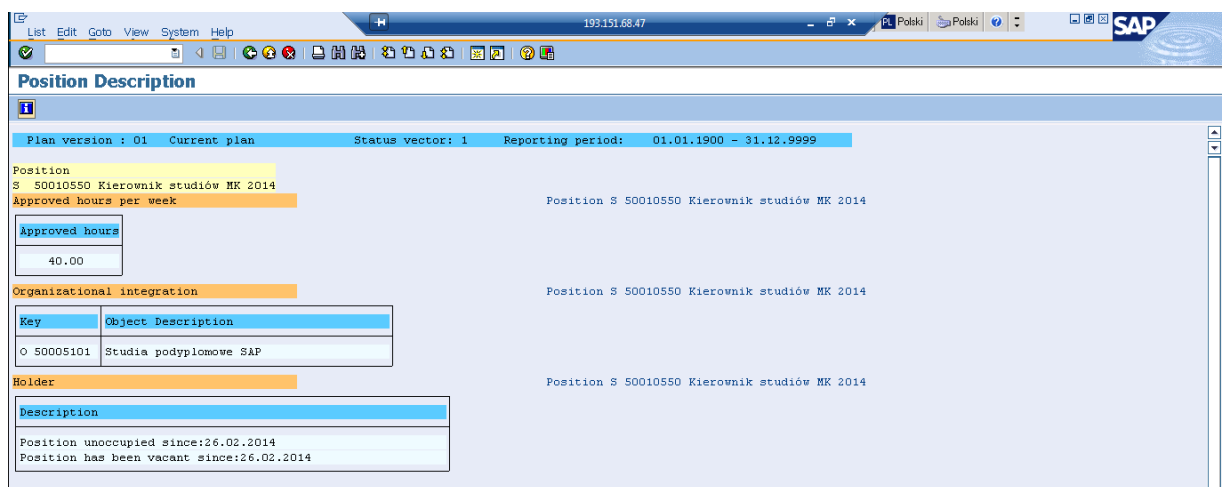 193.151.68.47
PL Polski Polski
List Edit Goto View System Help
SAP
Position Description
Plan version : 01 Current plan Status vector: 1 Reporting period: 01.01.1900 - 31.12.9999
Position
S 50010550 Kierownik studiów MK 2014
Approved hours per week Position S 50010550 Kierownik studiów MK 2014
Approved hours
40.00
Organizational integration Position S 50010550 Kierownik studiów MK 2014
Key Object Description
O 50005101 Studia podyplomowe SAP
Holder Position S 50010550 Kierownik studiów MK 2014
Description
Position unoccupied since:26.02.2014
Position has been vacant since:26.02.2014